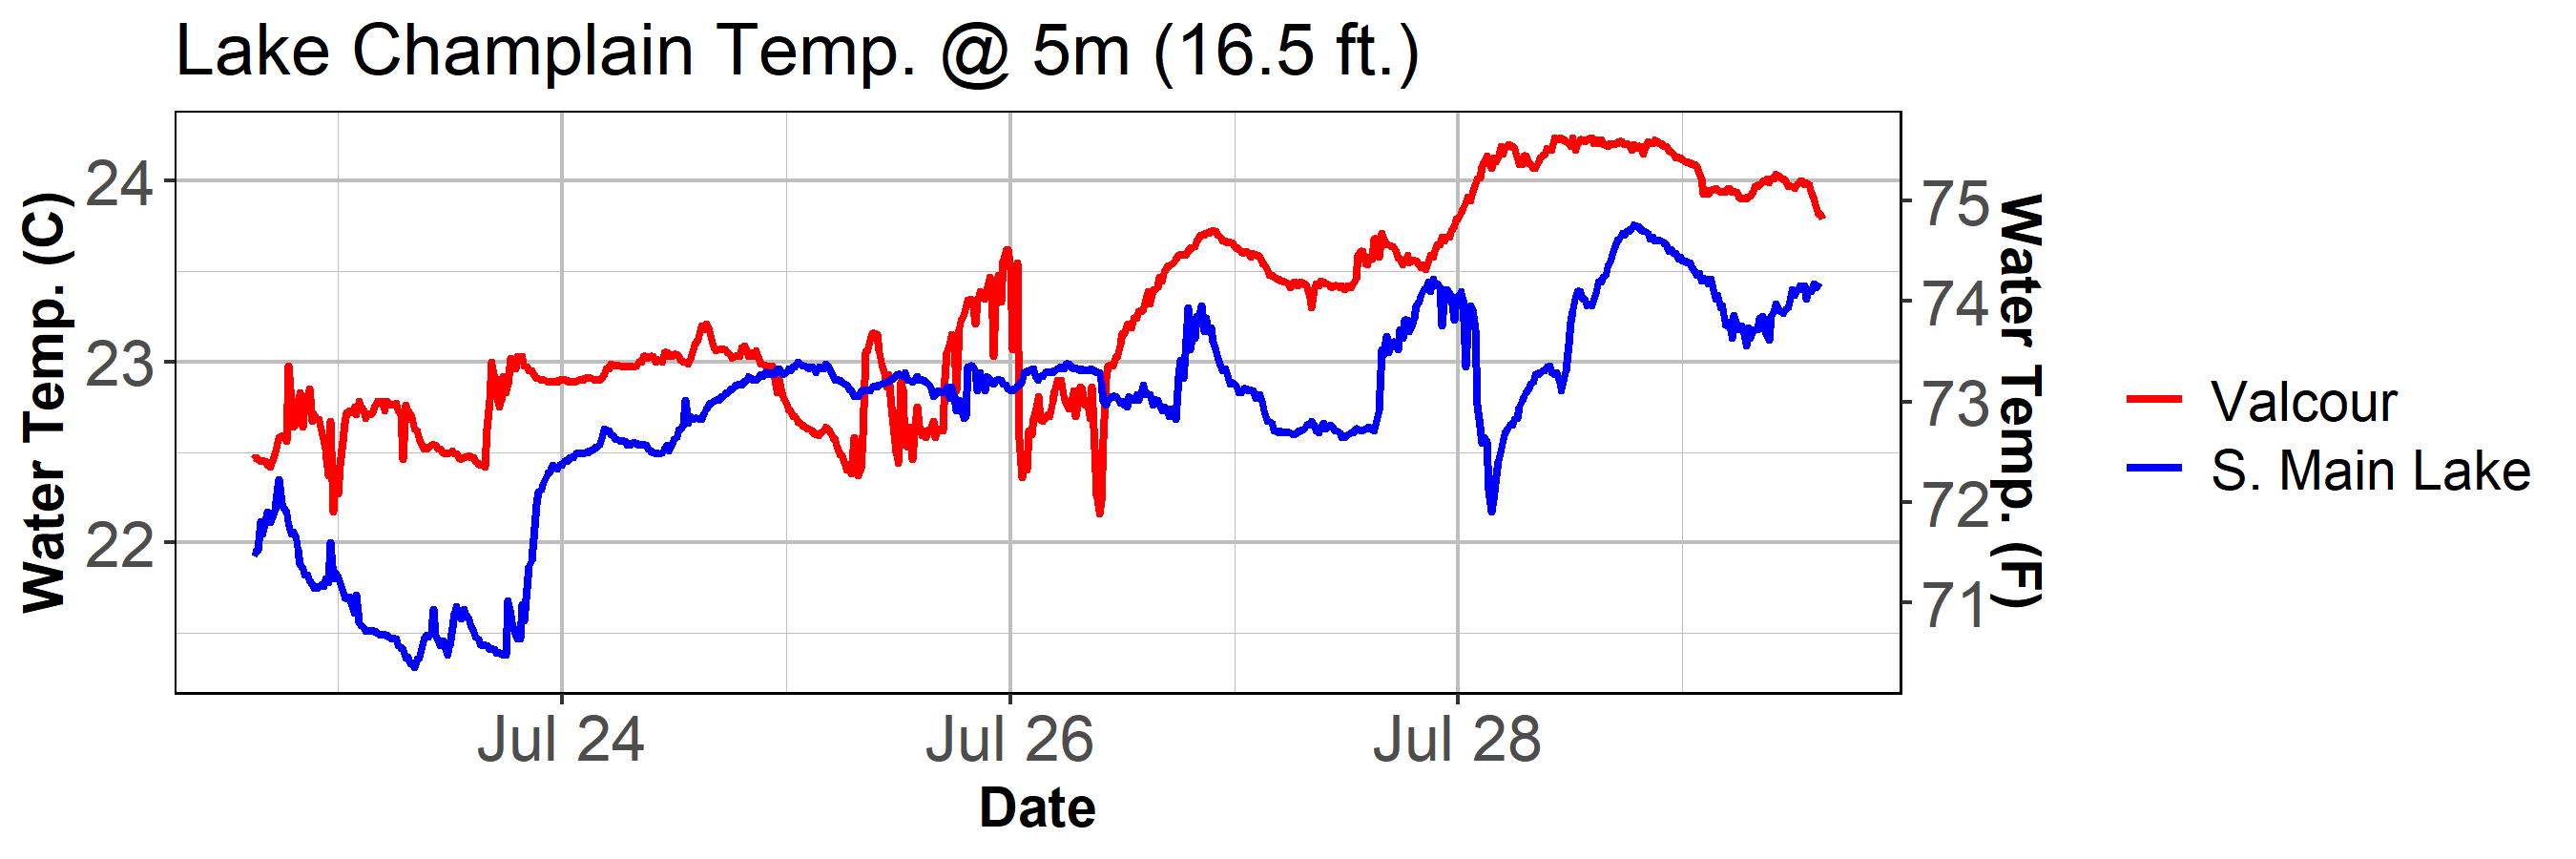 Lake Champlain Temp. @ 5m (16.5 ft.)
Water Temp. (C)
24
23
22
75
74
73
72
71
Water Temp. (F)
Jul 24
Jul 26
Jul 28
Date
Valcour
S. Main Lake